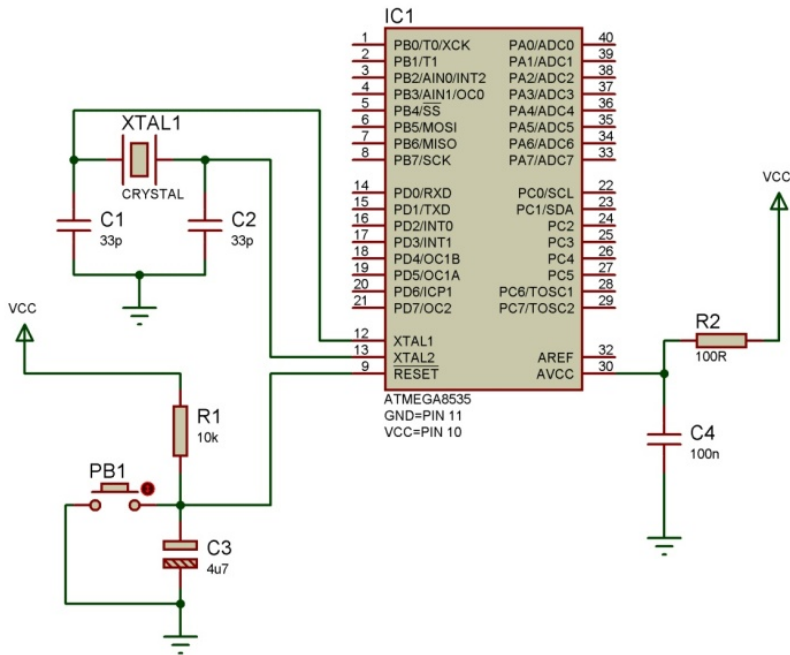 IC1
1 PB0/T0/XCK PA0/ADC0 40
2 PB1/T1 PA1/ADC1 39
3 PB2/AIN0/INT2 PA2/ADC2 38
4 PB3/AIN1/OC0 PA3/ADC3 37
5 PB4/SS PA4/ADC4 36
6 PB5/MOSI PA5/ADC5 35
7 PB6/MISO PA6/ADC6 34
8 PB7/SCK PA7/ADC7 33
XTAL1
CRYSTAL
C1
33p
C2
33p
14 PD0/RXD PC0/SCL 22
15 PD1/TXD PC1/SDA 23
16 PD2/INT0 PC2 24
17 PD3/INT1 PC3 25
18 PD4/OC1B PC4 26
19 PD5/OC1A PC5 27
20 PD6/ICP1 PC6/TOSC1 28
21 PD7/OC2 PC7/TOSC2 29
12 XTAL1
13 XTAL2 AREF 32
9 RESET AVCC 30
ATMEGA8535
GND=PIN 11
VCC=PIN 10
VCC
R2
100R
C4
100n
VCC
R1
10k
PB1
C3
4u7